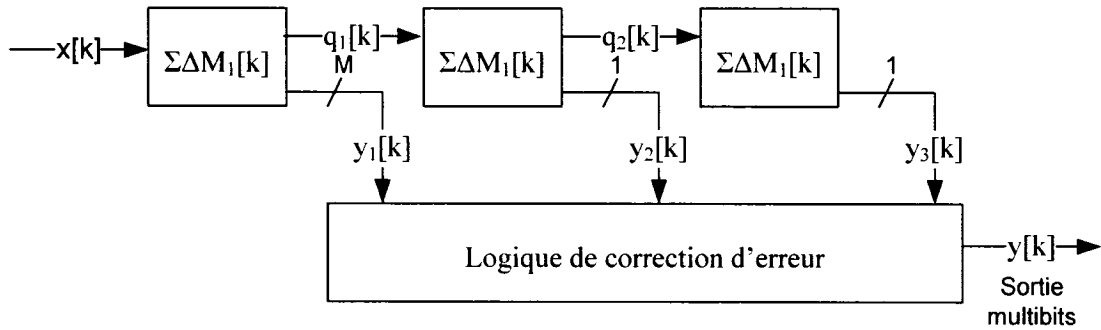 x[k]
ΣΔM₁[k]
q₁[k]
M
y₁[k]
ΣΔM₁[k]
q₂[k]
1
y₂[k]
ΣΔM₁[k]
1
y₃[k]
Logique de correction d'erreur
y[k]
Sortie
multibits